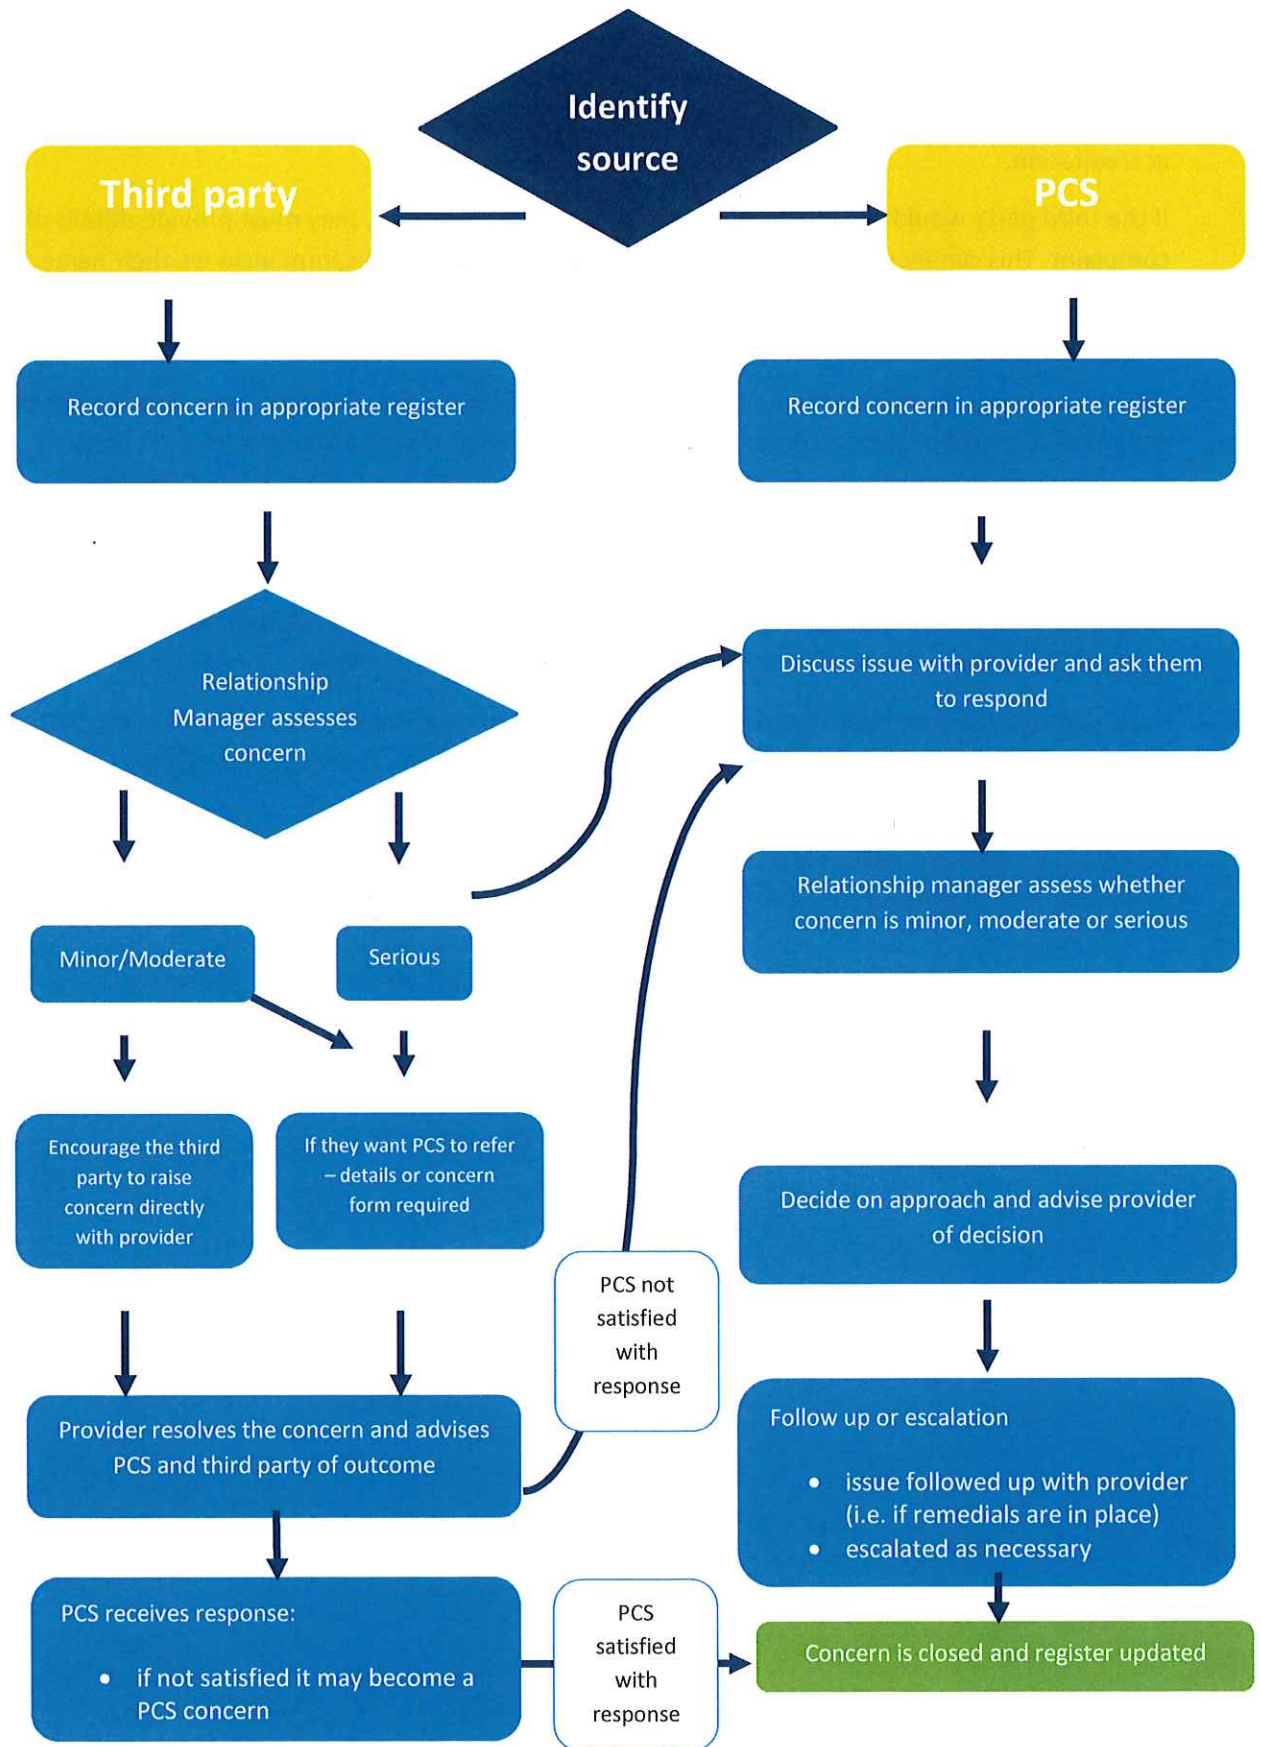 Identify
source
Third party
PCS
Record concern in appropriate register
Record concern in appropriate register
Relationship
Manager assesses
concern
Discuss issue with provider and ask them
to respond
Relationship manager assess whether
concern is minor, moderate or serious
Minor/Moderate
Serious
Encourage the third
party to raise
concern directly
with provider
If they want PCS to refer
– details or concern
form required
Decide on approach and advise provider
of decision
PCS not
satisfied
with
response
Provider resolves the concern and advises
PCS and third party of outcome
Follow up or escalation
• issue followed up with provider
(i.e. if remedials are in place)
• escalated as necessary
PCS receives response:
• if not satisfied it may become a
PCS concern
PCS
satisfied
with
response
Concern is closed and register updated